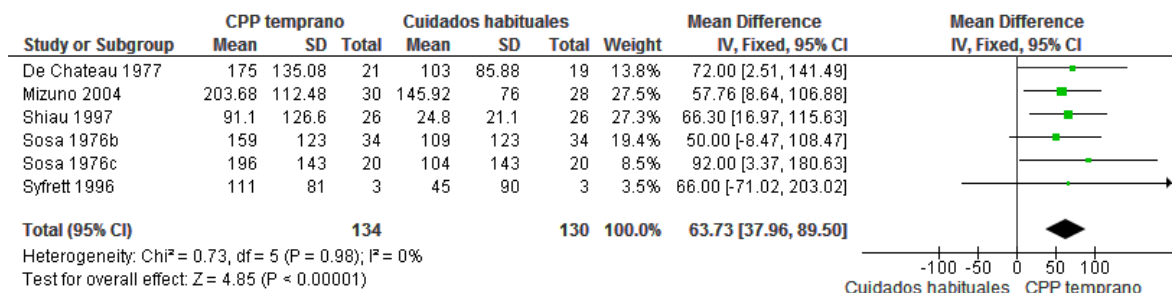 CPP temprano Cuidados habituales Mean Difference Mean Difference
Study or Subgroup Mean SD Total Mean SD Total Weight IV, Fixed, 95% CI IV, Fixed, 95% CI
De Chateau 1977 175 135.08 21 103 85.88 19 13.8% 72.00 [2.51, 141.49]
Mizuno 2004 203.68 112.48 30 145.92 76 28 27.5% 57.76 [8.64, 106.88]
Shiau 1997 91.1 126.6 26 24.8 21.1 26 27.3% 66.30 [16.97, 115.63]
Sosa 1976b 159 123 34 109 123 34 19.4% 50.00 [-8.47, 108.47]
Sosa 1976c 196 143 20 104 143 20 8.5% 92.00 [3.37, 180.63]
Syfrett 1996 111 81 3 45 90 3 3.5% 66.00 [-71.02, 203.02]
Total (95% CI) 134 130 100.0% 63.73 [37.96, 89.50]
Heterogeneity: Chi² = 0.73, df = 5 (P = 0.98); I² = 0%
Test for overall effect: Z = 4.85 (P < 0.00001)
-100 -50 0 50 100
Cuidados habituales CPP temprano